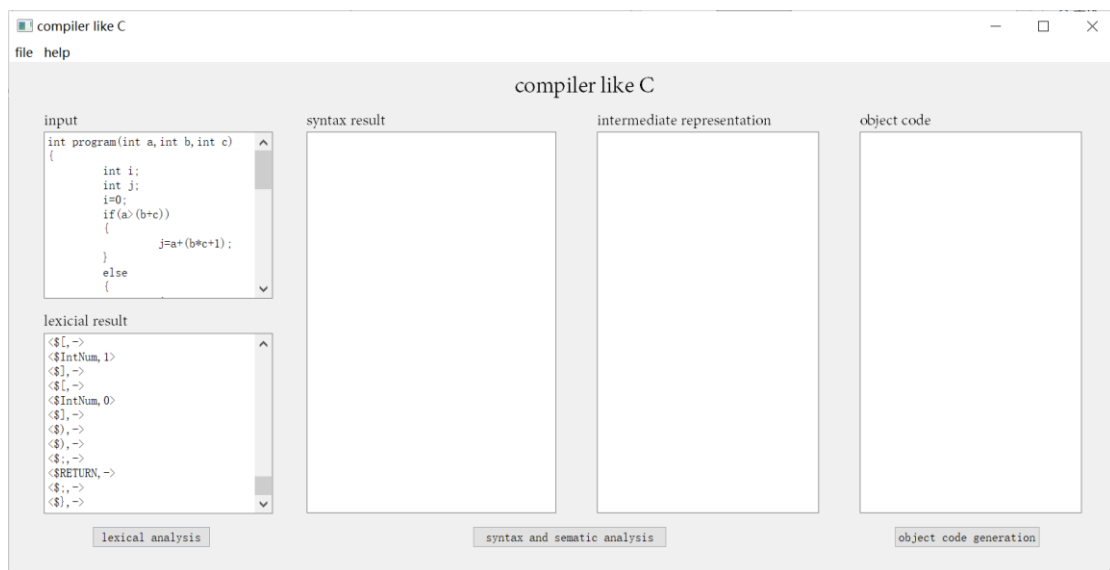 compiler like C
file help
compiler like C
input
syntax result
intermediate representation
object code
int program(int a,int b,int c)
{
int i;
int j;
i=0;
if(a>(b+c))
{
j=a+(b*c+1);
}
else
{
lexicial result
<$[,->
<$IntNum,1>
<$],->
<$[,->
<$IntNum,0>
<$],->
<$),->
<$),->
<$;,->
<$RETURN,->
<$;,->
<$},->
lexical analysis
syntax and sematic analysis
object code generation